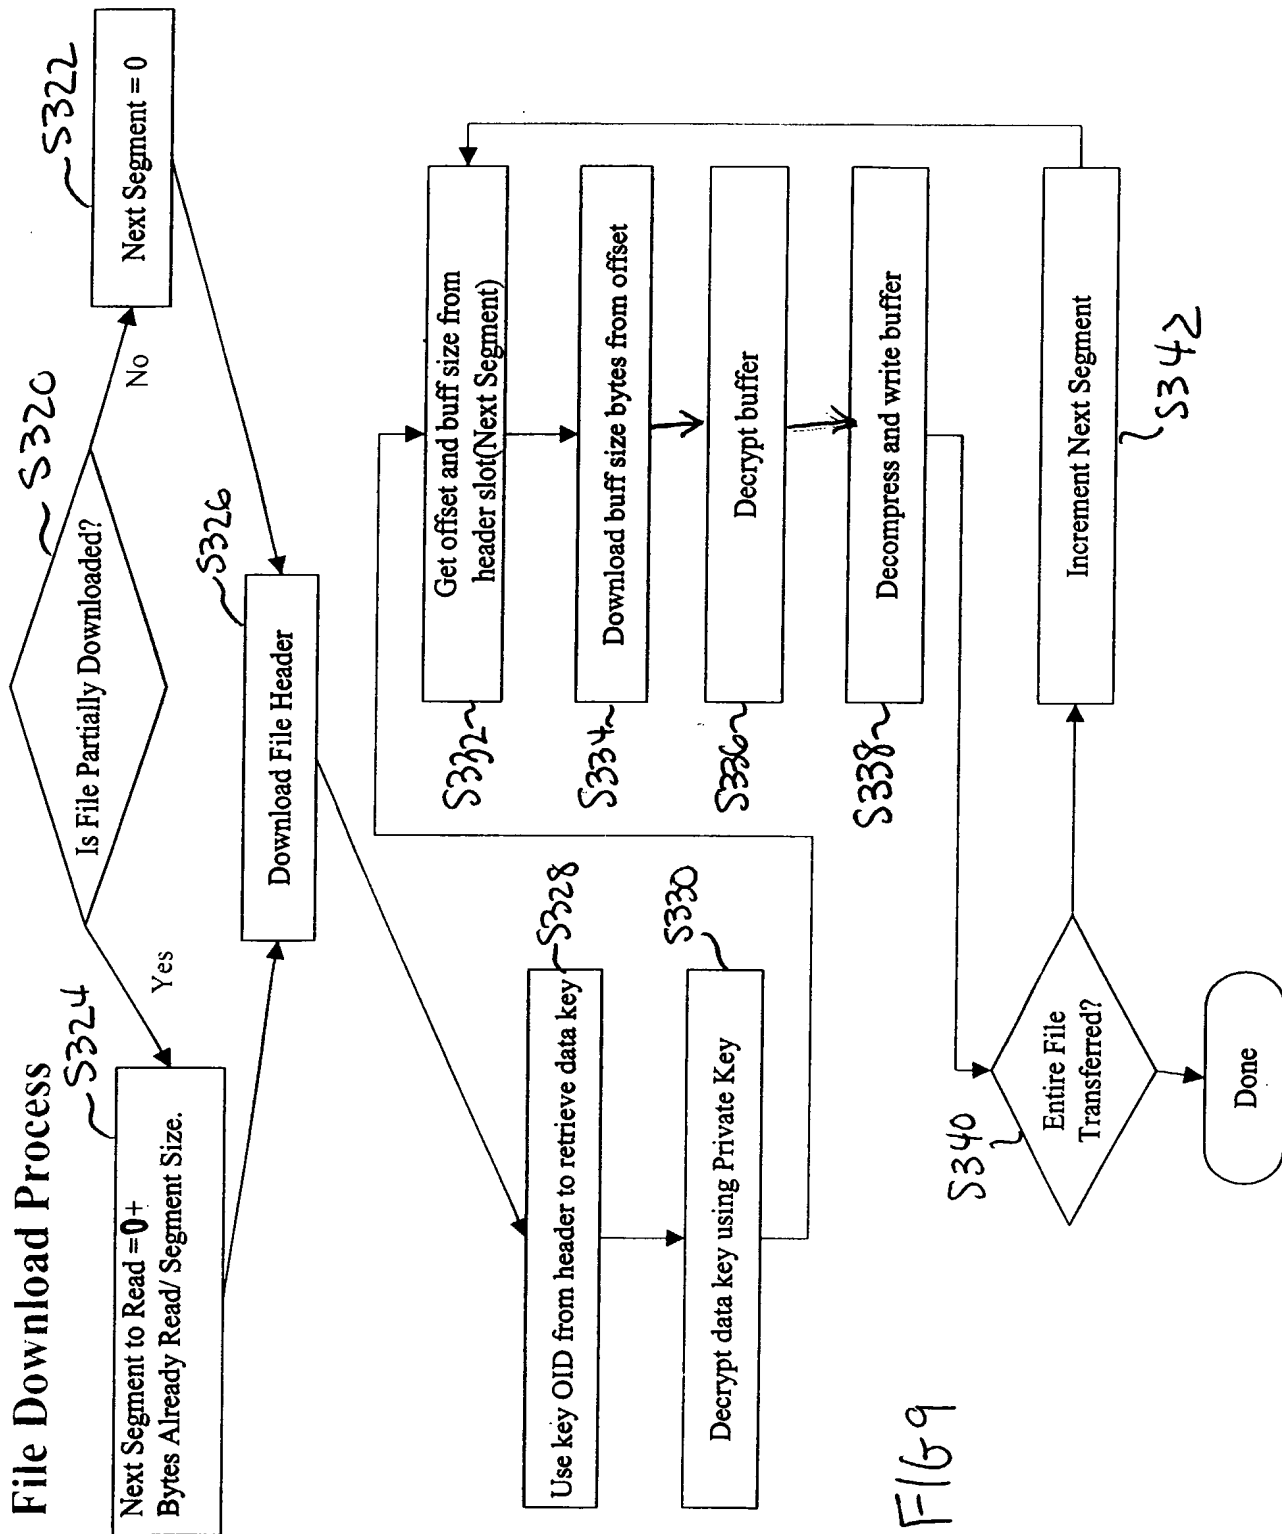 File Download Process
S320
Is File Partially Downloaded?
Yes
No
S324
Next Segment to Read =0+
Bytes Already Read/ Segment Size.
S322
Next Segment = 0
S326
Download File Header
S328
Use key OID from header to retrieve data key
S330
Decrypt data key using Private Key
S332
Get offset and buff size from
header slot(Next Segment)
S334
Download buff size bytes from offset
S336
Decrypt buffer
S338
Decompress and write buffer
S340
Entire File
Transferred?
S342
Increment Next Segment
Done
FIG 9